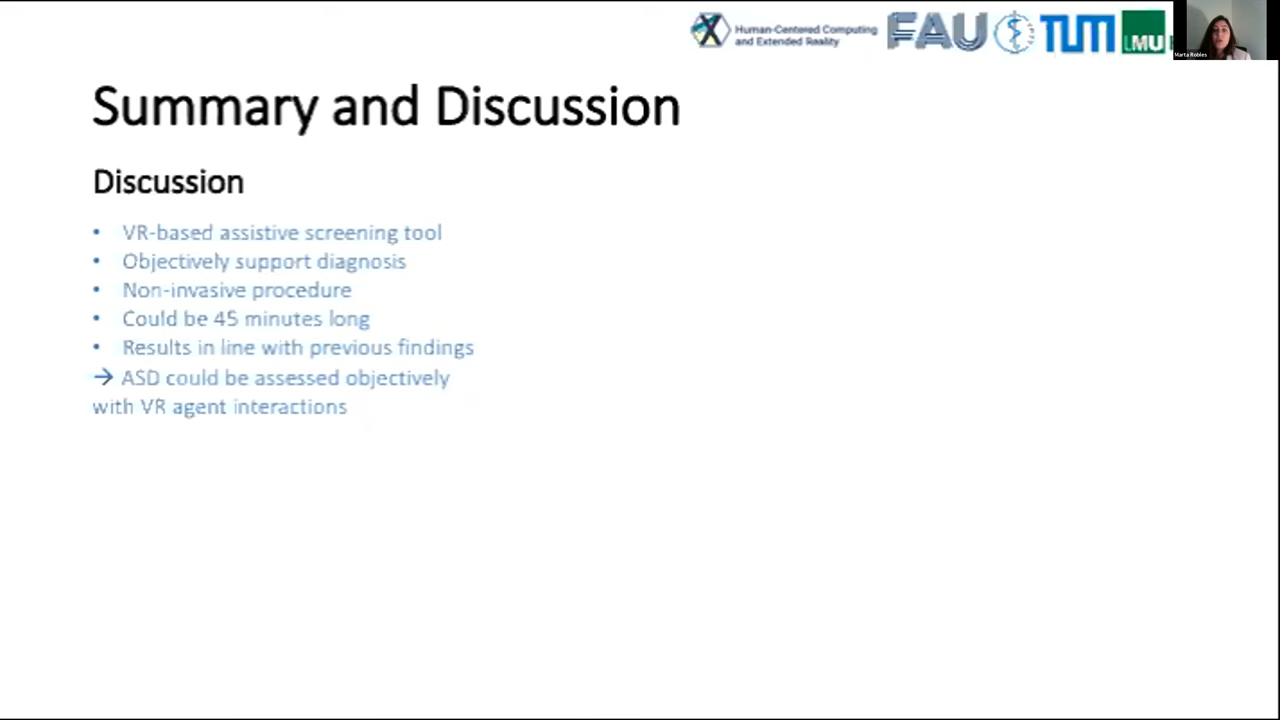 Human-Centered Computing
and Extended Reality
FAU
TUM
LMU
Marta Robles
Summary and Discussion
Discussion
• VR-based assistive screening tool
• Objectively support diagnosis
• Non-invasive procedure
• Could be 45 minutes long
• Results in line with previous findings
→ ASD could be assessed objectively
with VR agent interactions